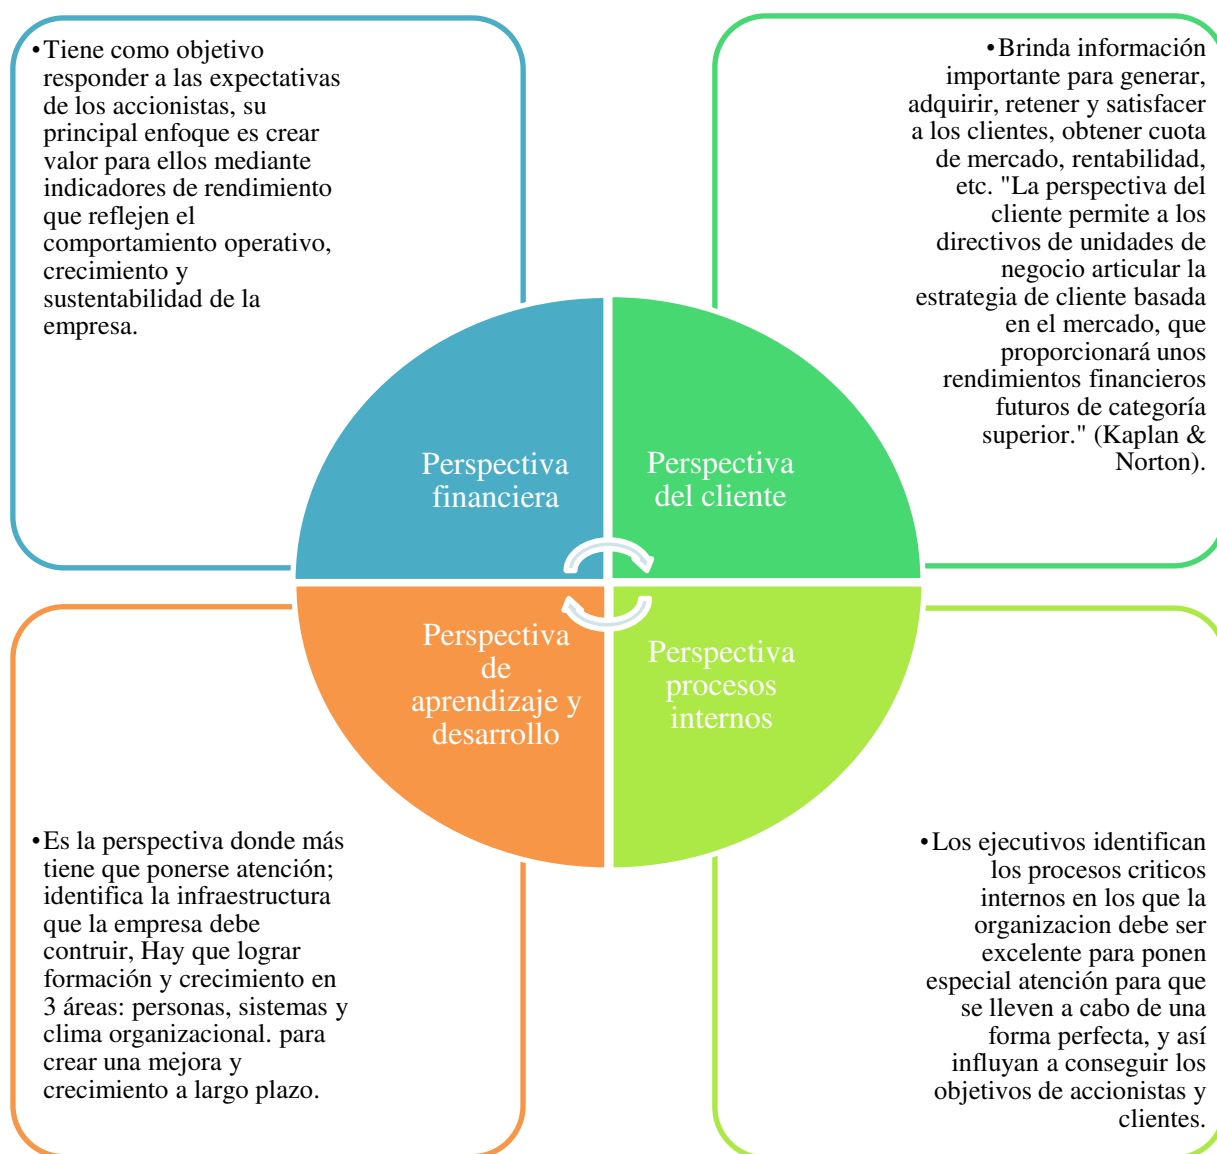 •Tiene como objetivo
responder a las expectativas
de los accionistas, su
principal enfoque es crear
valor para ellos mediante
indicadores de rendimiento
que reflejen el
comportamiento operativo,
crecimiento y
sustentabilidad de la
empresa.
•Brinda información
importante para generar,
adquirir, retener y satisfacer
a los clientes, obtener cuota
de mercado, rentabilidad,
etc. "La perspectiva del
cliente permite a los
directivos de unidades de
negocio articular la
estrategia de cliente basada
en el mercado, que
proporcionará unos
rendimientos financieros
futuros de categoría
superior." (Kaplan &
Norton).
Perspectiva
financiera
Perspectiva
del cliente
Perspectiva
de
aprendizaje y
desarrollo
Perspectiva
procesos
internos
•Es la perspectiva donde más
tiene que ponerse atención;
identifica la infraestructura
que la empresa debe
contruir, Hay que lograr
formación y crecimiento en
3 áreas: personas, sistemas y
clima organizacional. para
crear una mejora y
crecimiento a largo plazo.
•Los ejecutivos identifican
los procesos criticos
internos en los que la
organizacion debe ser
excelente para ponen
especial atención para que
se lleven a cabo de una
forma perfecta, y así
influyan a conseguir los
objetivos de accionistas y
clientes.